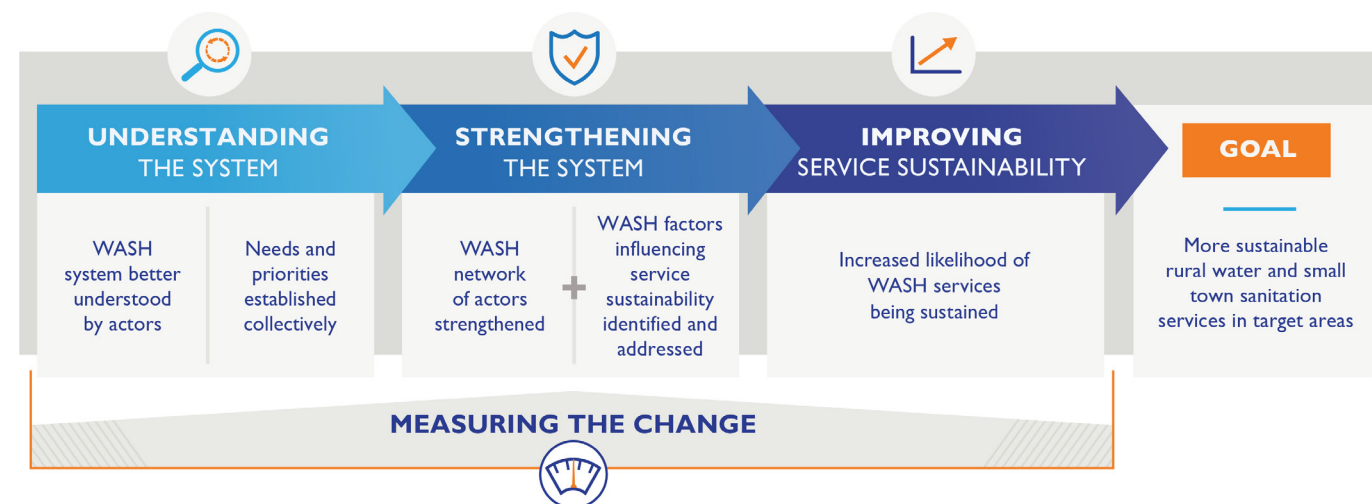 UNDERSTANDING
THE SYSTEM
WASH
system better
understood
by actors
Needs and
priorities
established
collectively
STRENGTHENING
THE SYSTEM
WASH
network
of actors
strengthened
+
WASH factors
influencing
service
sustainability
identified and
addressed
IMPROVING
SERVICE SUSTAINABILITY
Increased likelihood of
WASH services
being sustained
GOAL
More sustainable
rural water and small
town sanitation
services in target areas
MEASURING THE CHANGE